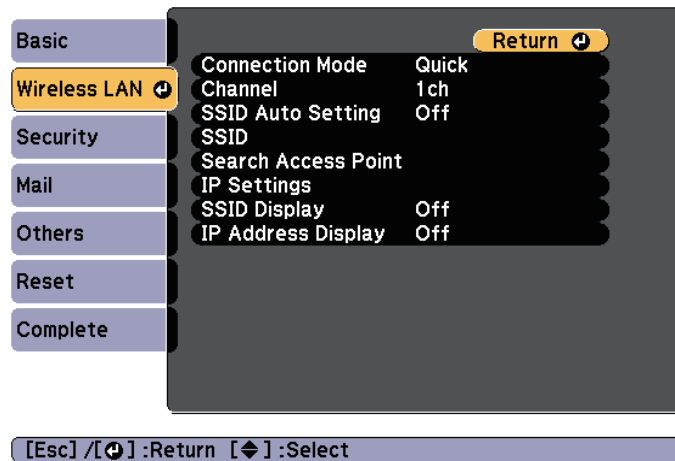 Basic
Wireless LAN
Security
Mail
Others
Reset
Complete
Return
Connection Mode Quick
Channel 1ch
SSID Auto Setting Off
SSID
Search Access Point
IP Settings
SSID Display Off
IP Address Display Off
[Esc] /[⏎] :Return [◆] :Select